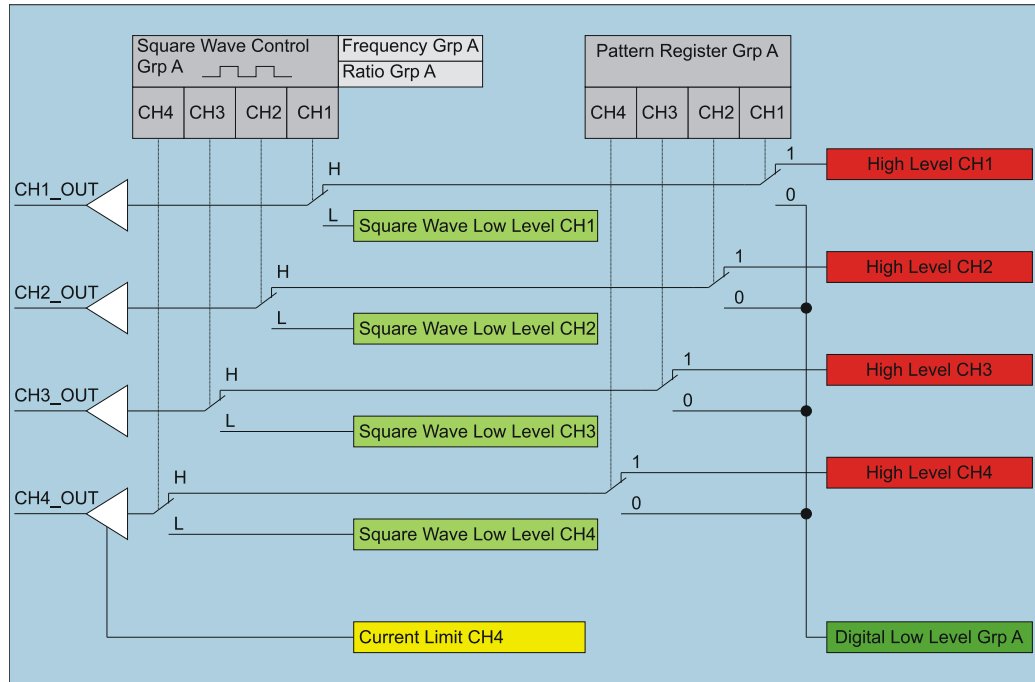 Square Wave Control
Grp A
Frequency Grp A
Ratio Grp A
Pattern Register Grp A
CH4 CH3 CH2 CH1
CH4 CH3 CH2 CH1
CH1_OUT
H
L
Square Wave Low Level CH1
1
0
High Level CH1
CH2_OUT
H
L
Square Wave Low Level CH2
1
0
High Level CH2
CH3_OUT
H
L
Square Wave Low Level CH3
1
0
High Level CH3
CH4_OUT
H
L
Square Wave Low Level CH4
1
0
High Level CH4
Current Limit CH4
Digital Low Level Grp A